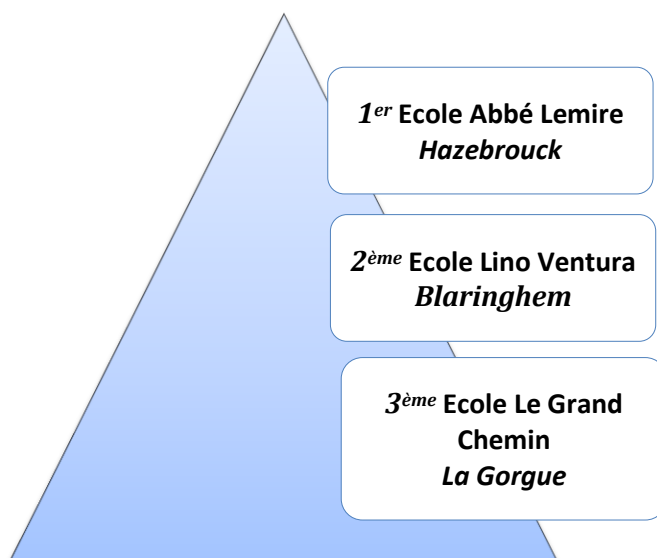 1er Ecole Abbé Lemire
Hazebrouck
2ème Ecole Lino Ventura
Blaringhem
3ème Ecole Le Grand
Chemin
La Gorgue